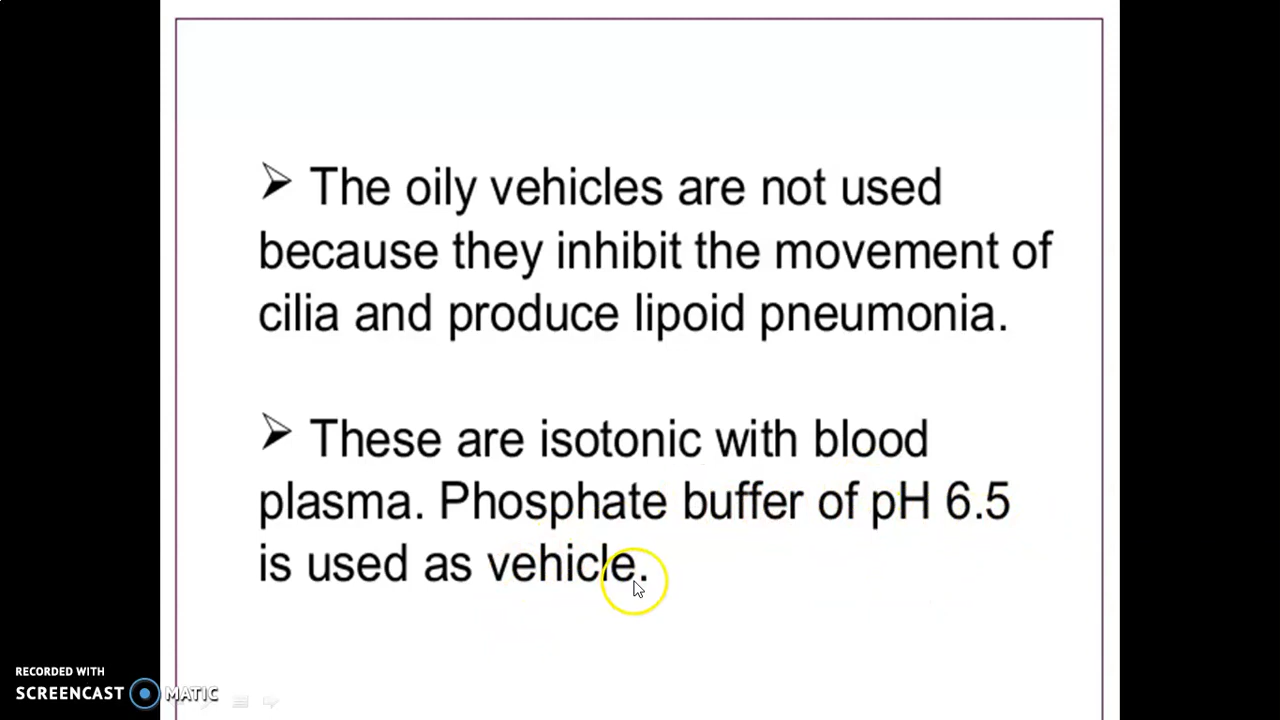 ➢ The oily vehicles are not used
because they inhibit the movement of
cilia and produce lipoid pneumonia.
➢ These are isotonic with blood
plasma. Phosphate buffer of pH 6.5
is used as vehicle.
RECORDED WITH
SCREENCAST MATIC